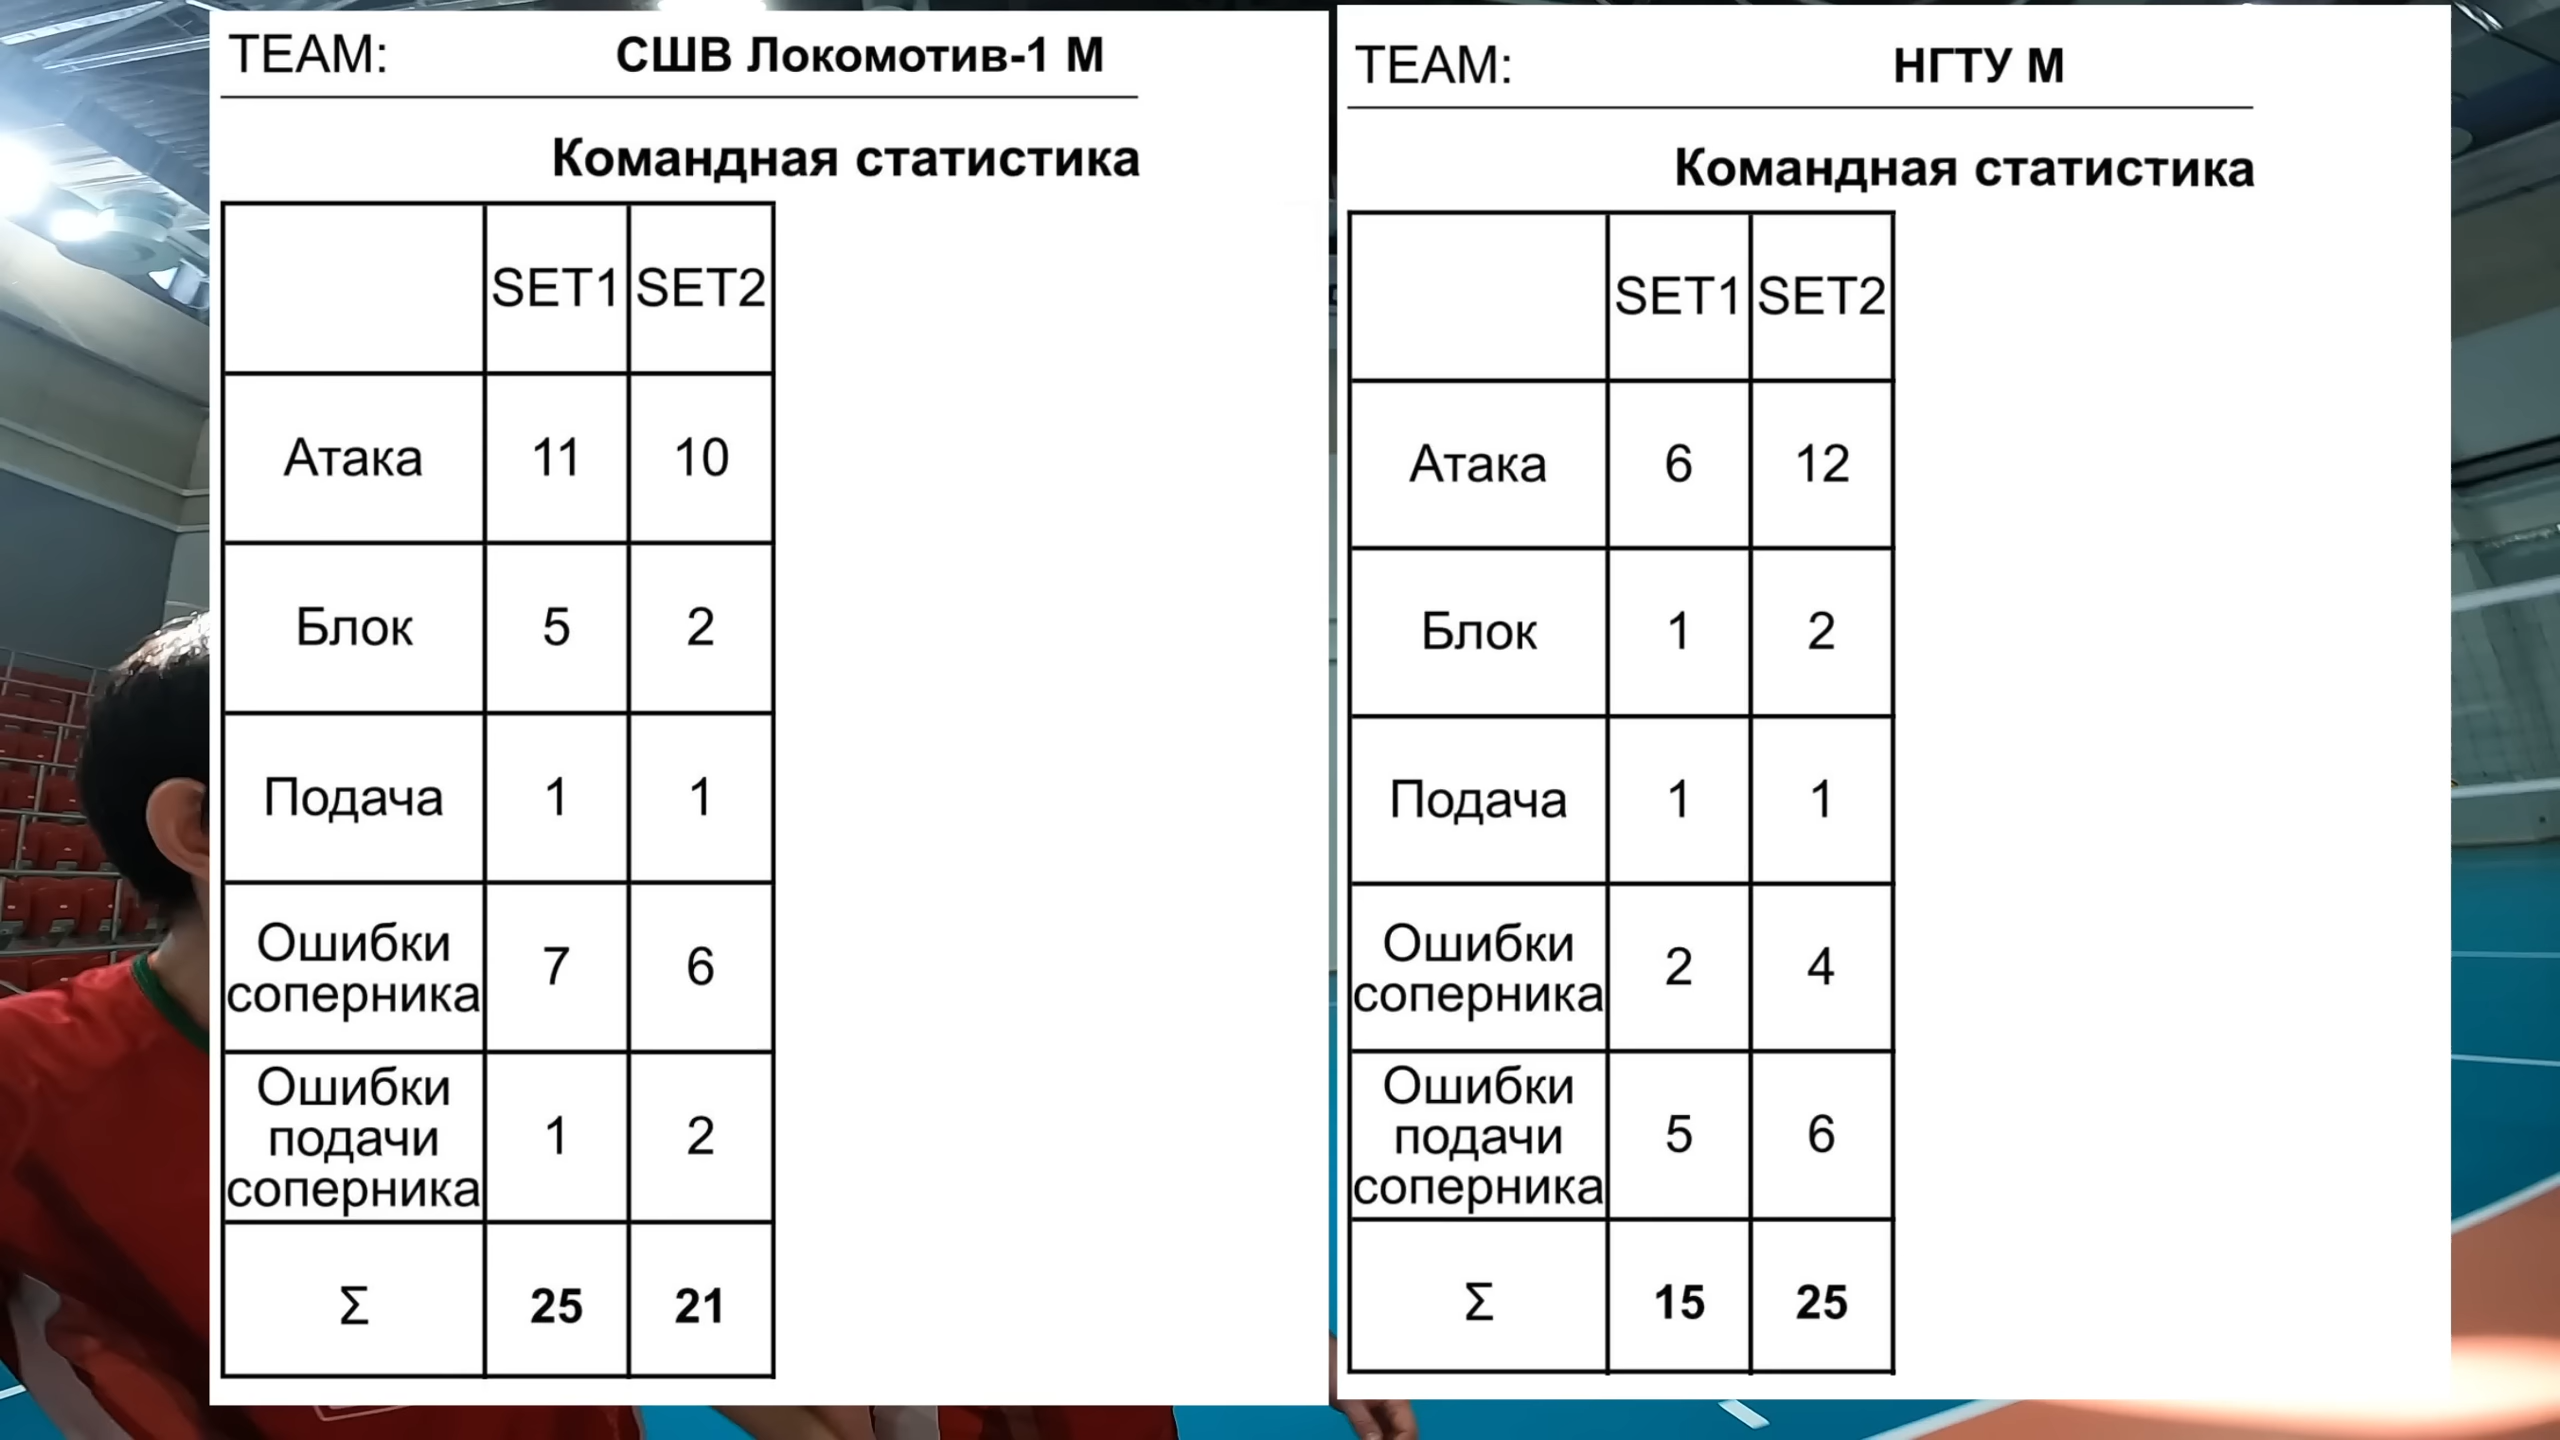 TEAM: СШВ Локомотив-1 М
Командная статистика
SET1 SET2
Атака 11 10
Блок 5 2
Подача 1 1
Ошибки
соперника 7 6
Ошибки
подачи
соперника 1 2
Σ 25 21
TEAM: НГТУ М
Командная статистика
SET1 SET2
Атака 6 12
Блок 1 2
Подача 1 1
Ошибки
соперника 2 4
Ошибки
подачи
соперника 5 6
Σ 15 25